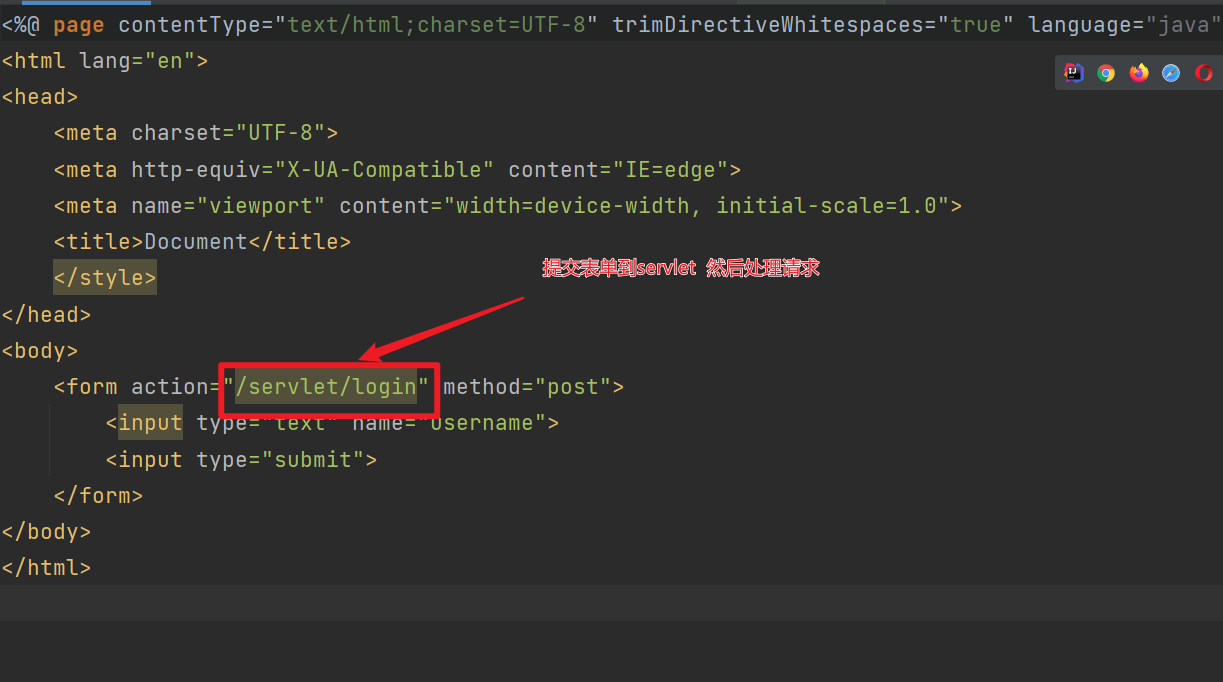 <%@ page contentType="text/html;charset=UTF-8" trimDirectiveWhitespaces="true" language="java"
<html lang="en">
<head>
    <meta charset="UTF-8">
    <meta http-equiv="X-UA-Compatible" content="IE=edge">
    <meta name="viewport" content="width=device-width, initial-scale=1.0">
    <title>Document</title>
    </style>
提交表单到servlet 然后处理请求
</head>
<body>
    <form action="/servlet/login" method="post">
        <input type="text" name="username">
        <input type="submit">
    </form>
</body>
</html>